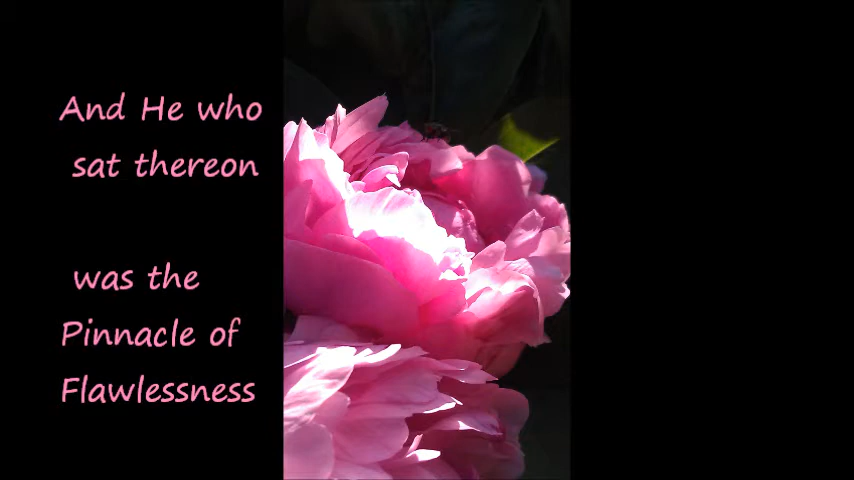 And He who
sat thereon
was the
Pinnacle of
Flawlessness